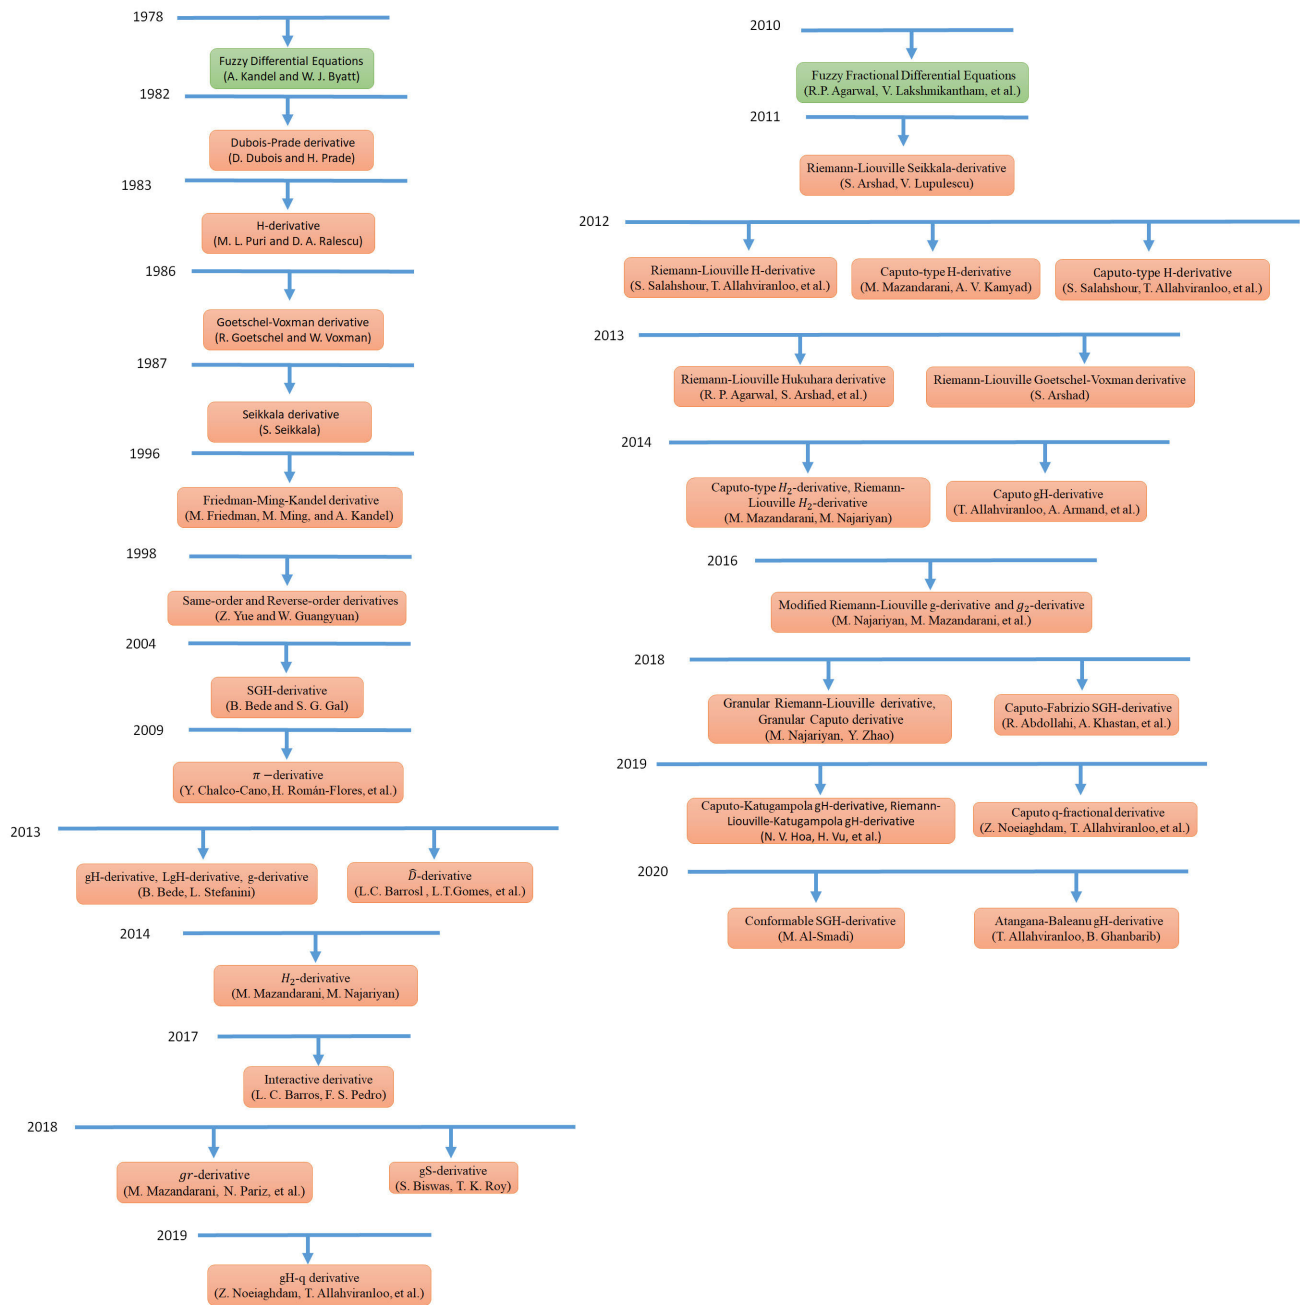 1978
Fuzzy Differential Equations
(A. Kandel and W. J. Byatt)
1982
Dubois-Prade derivative
(D. Dubois and H. Prade)
1983
H-derivative
(M. L. Puri and D. A. Ralescu)
1986
Goetschel-Voxman derivative
(R. Goetschel and W. Voxman)
1987
Seikkala derivative
(S. Seikkala)
1996
Friedman-Ming-Kandel derivative
(M. Friedman, M. Ming, and A. Kandel)
1998
Same-order and Reverse-order derivatives
(Z. Yue and W. Guangyuan)
2004
SGH-derivative
(B. Bede and S. G. Gal)
2009
π −derivative
(Y. Chalco-Cano, H. Román-Flores, et al.)
2013
gH-derivative, LgH-derivative, g-derivative
(B. Bede, L. Stefanini)
D̂-derivative
(L.C. Barrosl , L.T.Gomes, et al.)
2014
H₂-derivative
(M. Mazandarani, M. Najariyan)
2017
Interactive derivative
(L. C. Barros, F. S. Pedro)
2018
gr-derivative
(M. Mazandarani, N. Pariz, et al.)
gS-derivative
(S. Biswas, T. K. Roy)
2019
gH-q derivative
(Z. Noeiaghdam, T. Allahviranloo, et al.)
2010
Fuzzy Fractional Differential Equations
(R.P. Agarwal, V. Lakshmikantham, et al.)
2011
Riemann-Liouville Seikkala-derivative
(S. Arshad, V. Lupulescu)
2012
Riemann-Liouville H-derivative
(S. Salahshour, T. Allahviranloo, et al.)
Caputo-type H-derivative
(M. Mazandarani, A. V. Kamyad)
Caputo-type H-derivative
(S. Salahshour, T. Allahviranloo, et al.)
2013
Riemann-Liouville Hukuhara derivative
(R. P. Agarwal, S. Arshad, et al.)
Riemann-Liouville Goetschel-Voxman derivative
(S. Arshad)
2014
Caputo-type H₂-derivative, Riemann-
Liouville H₂-derivative
(M. Mazandarani, M. Najariyan)
Caputo gH-derivative
(T. Allahviranloo, A. Armand, et al.)
2016
Modified Riemann-Liouville g-derivative and g₂-derivative
(M. Najariyan, M. Mazandarani, et al.)
2018
Granular Riemann-Liouville derivative,
Granular Caputo derivative
(M. Najariyan, Y. Zhao)
Caputo-Fabrizio SGH-derivative
(R. Abdollahi, A. Khastan, et al.)
2019
Caputo-Katugampola gH-derivative, Riemann-
Liouville-Katugampola gH-derivative
(N. V. Hoa, H. Vu, et al.)
Caputo q-fractional derivative
(Z. Noeiaghdam, T. Allahviranloo, et al.)
2020
Conformable SGH-derivative
(M. Al-Smadi)
Atangana-Baleanu gH-derivative
(T. Allahviranloo, B. Ghanbarib)